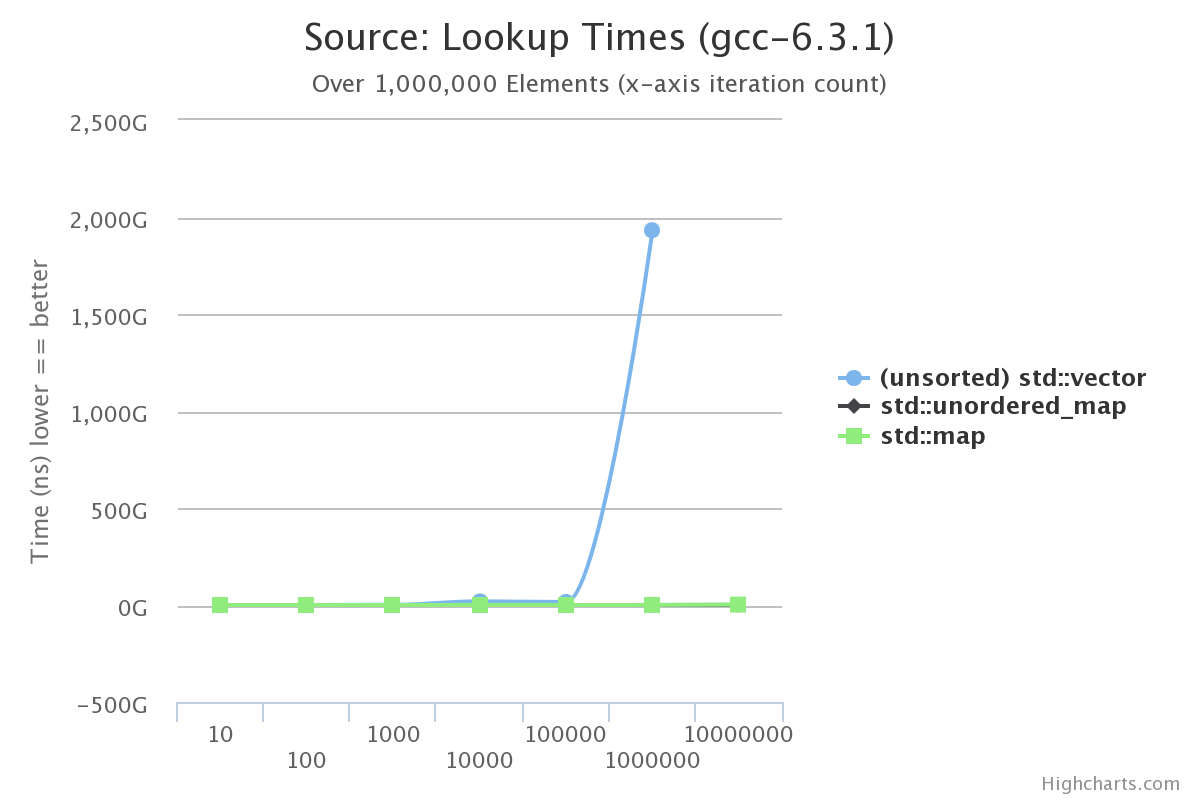 Source: Lookup Times (gcc-6.3.1)
Over 1,000,000 Elements (x-axis iteration count)
Time (ns) lower == better
2,500G
2,000G
1,500G
1,000G
500G
0G
-500G
10
100
1000
10000
100000
1000000
10000000
(unsorted) std::vector
std::unordered_map
std::map
Highcharts.com